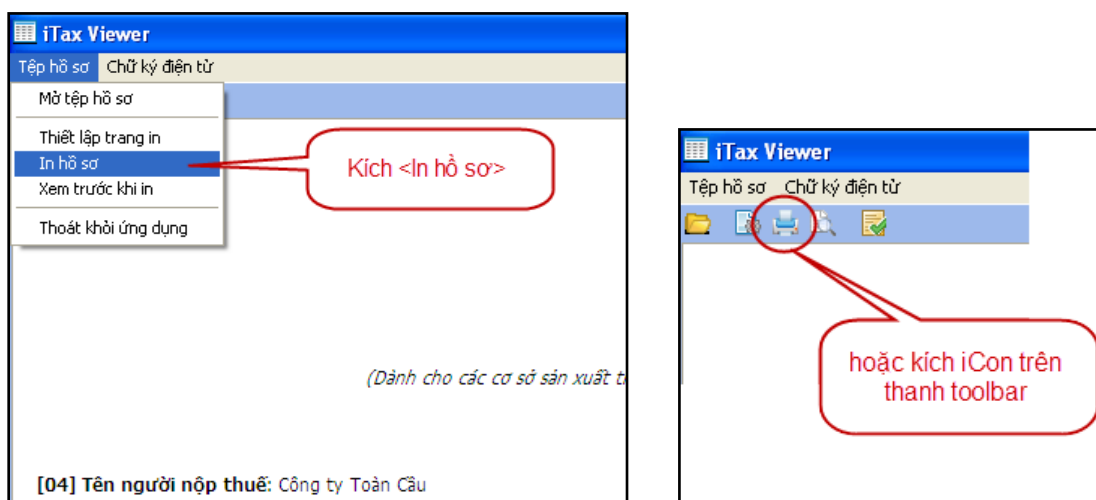 iTax Viewer
Tệp hồ sơ Chữ ký điện tử
Mở tệp hồ sơ
Thiết lập trang in
In hồ sơ
Xem trước khi in
Thoát khỏi ứng dụng
Kích <In hồ sơ>
(Dành cho các cơ sở sản xuất t
[04] Tên người nộp thuế: Công ty Toàn Cầu
iTax Viewer
Tệp hồ sơ Chữ ký điện tử
hoặc kích iCon trên
thanh toolbar